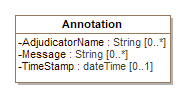 Annotation
-AdjudicatorName : String [0..*]
-Message : String [0..*]
-TimeStamp : dateTime [0..1]